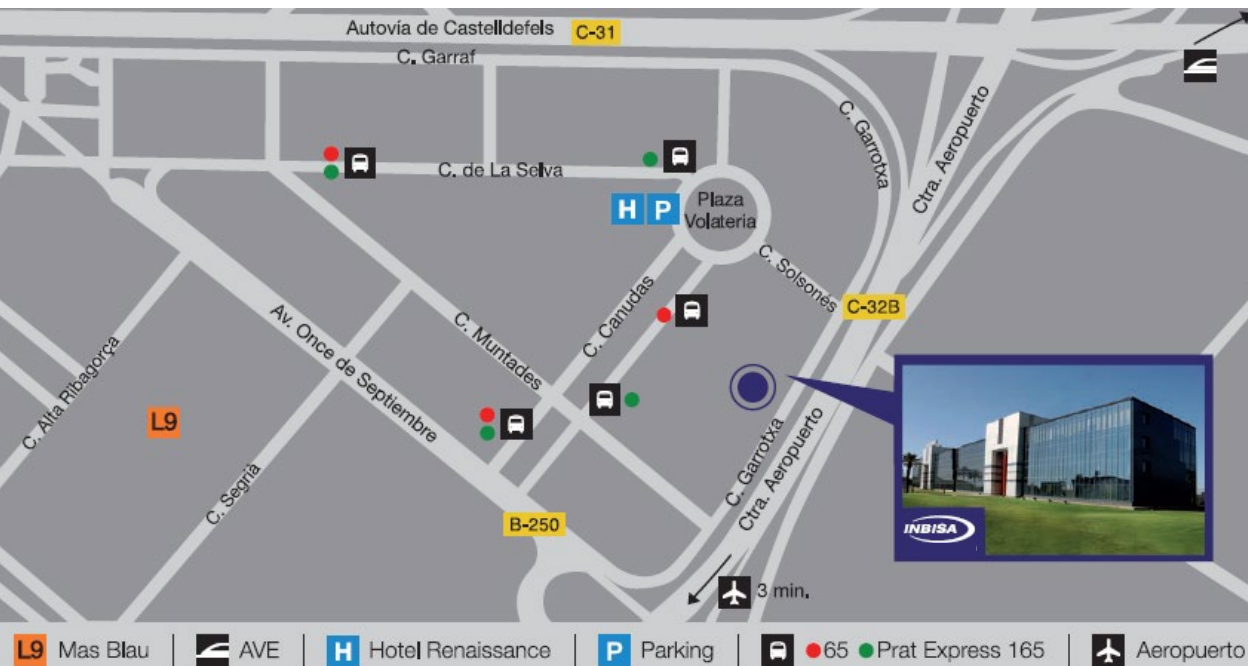 Autovía de Castelldefels C-31
C. Garraf
C. Garrotxa
Ctra. Aeropuerto
C. de La Selva
H P
Plaza
Volateria
C. Solsonés
C-32B
C. Canudas
C. Muntades
Av. Once de Septiembre
C. Alta Ribagorça
L9
C. Segrià
B-250
C. Garrotxa
Ctra. Aeropuerto
INBISA
3 min.
L9 Mas Blau AVE H Hotel Renaissance P Parking 65 Prat Express 165 Aeropuerto